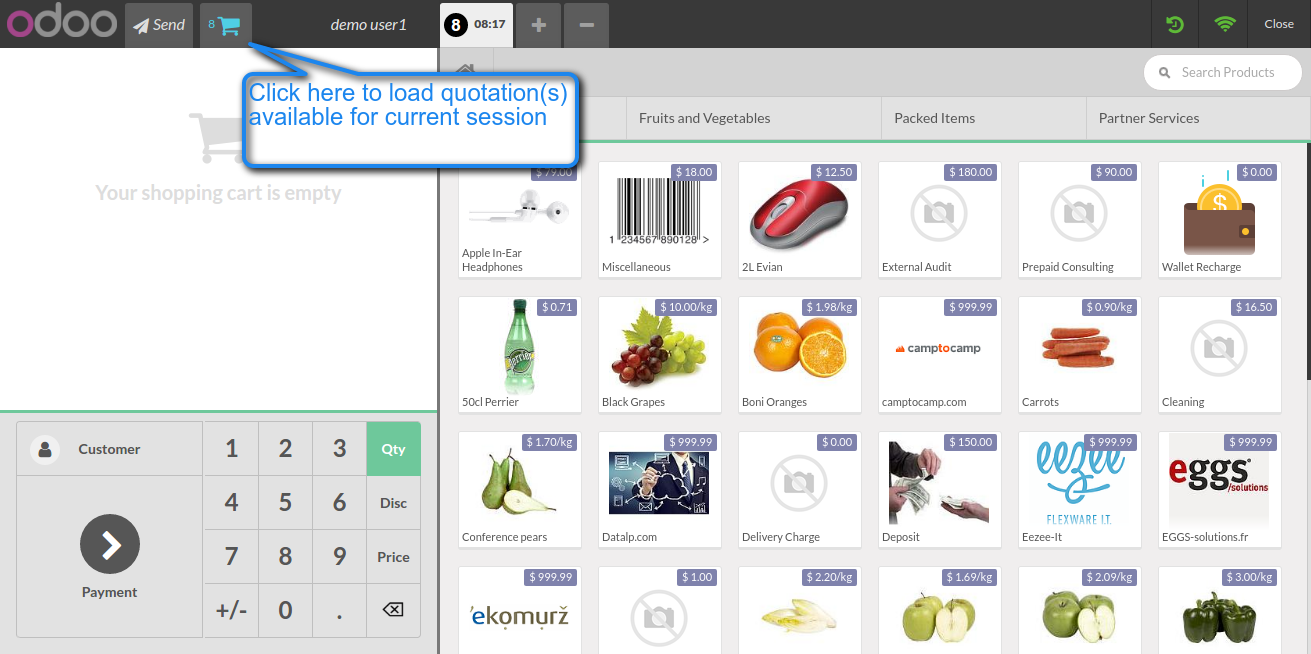 odoo
Send
8
demo user1
8 08:17
+
−
Close
Click here to load quotation(s)
available for current session
Search Products
Fruits and Vegetables
Packed Items
Partner Services
Your shopping cart is empty
$ 79.00
Apple In-Ear
Headphones
$ 18.00
1 234567 890128 >
Miscellaneous
$ 12.50
2L Evian
$ 180.00
External Audit
$ 90.00
Prepaid Consulting
$ 0.00
$
Wallet Recharge
$ 0.71
perrier
50cl Perrier
$ 10.00/kg
Black Grapes
$ 1.98/kg
Boni Oranges
$ 999.99
camptocamp
camptocamp.com
$ 0.90/kg
Carrots
$ 16.50
Cleaning
$ 1.70/kg
Conference pears
$ 999.99
Datalp.com
$ 0.00
Delivery Charge
$ 150.00
Deposit
$ 999.99
eezee
FLEXWARE I.T.
Eezee-It
$ 999.99
eggs
/solutions
EGGS-solutions.fr
$ 999.99
'ekomurž
$ 1.00
$ 2.20/kg
$ 1.69/kg
$ 2.09/kg
$ 3.00/kg
Customer
Payment
1 2 3 Qty
4 5 6 Disc
7 8 9 Price
+/- 0 .